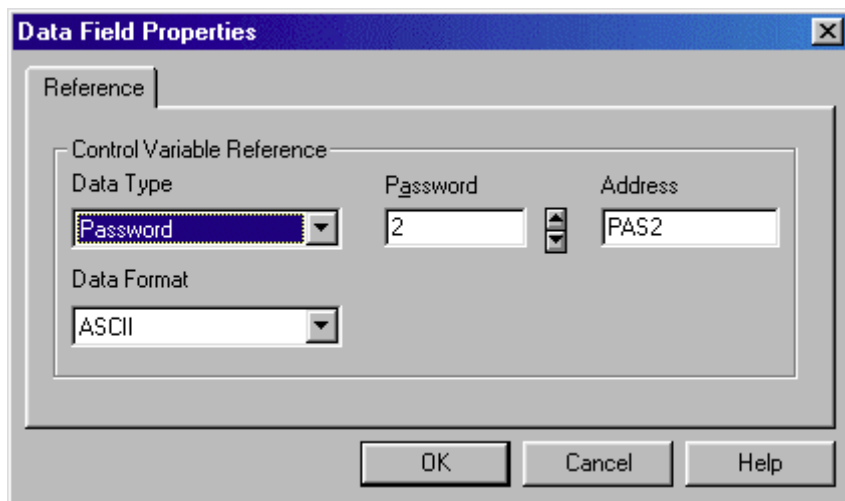 Data Field Properties
Reference
Control Variable Reference
Data Type Password Address
Password 2 PAS2
Data Format
ASCII
OK Cancel Help